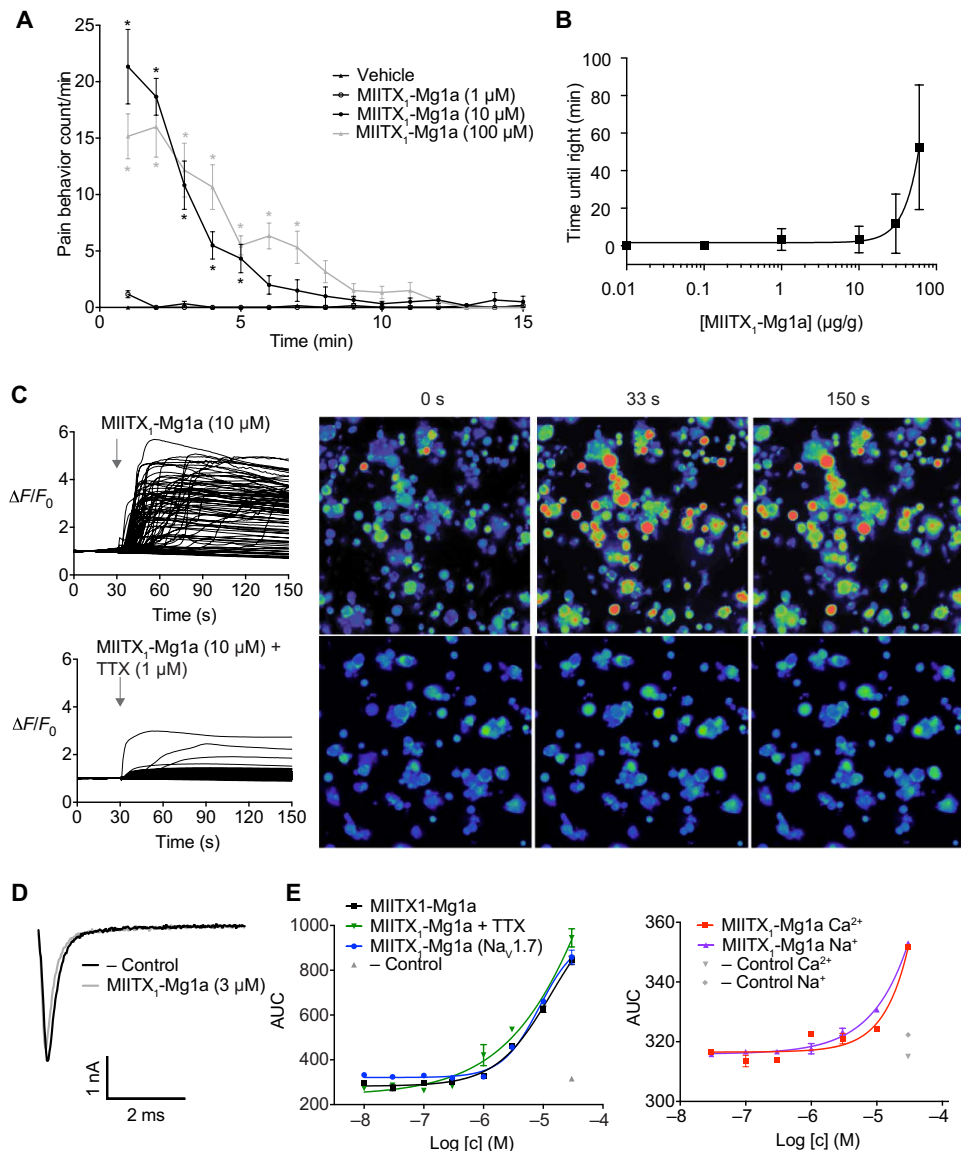 A
Pain behavior count/min
25
20
15
10
5
0
0
5
10
15
Time (min)
Vehicle
MIITX₁-Mg1a (1 µM)
MIITX₁-Mg1a (10 µM)
MIITX₁-Mg1a (100 µM)
* * * * *
* * * * * * *
B
Time until right (min)
100
80
60
40
20
0
0.01
0.1
1
10
100
[MIITX₁-Mg1a] (µg/g)
C
MIITX₁-Mg1a (10 µM)
ΔF/F₀
6
4
2
0
0
30
60
90
120
150
Time (s)
0 s
33 s
150 s
MIITX₁-Mg1a (10 µM) +
TTX (1 µM)
ΔF/F₀
6
4
2
0
0
30
60
90
120
150
Time (s)
D
– Control
MIITX₁-Mg1a (3 µM)
1 nA
2 ms
E
MIITX1-Mg1a
MIITX₁-Mg1a + TTX
MIITX₁-Mg1a (Naᵥ1.7)
– Control
AUC
1000
800
600
400
200
–8
–7
–6
–5
–4
Log [c] (M)
MIITX₁-Mg1a Ca²⁺
MIITX₁-Mg1a Na⁺
– Control Ca²⁺
– Control Na⁺
AUC
360
340
320
300
–8
–7
–6
–5
–4
Log [c] (M)